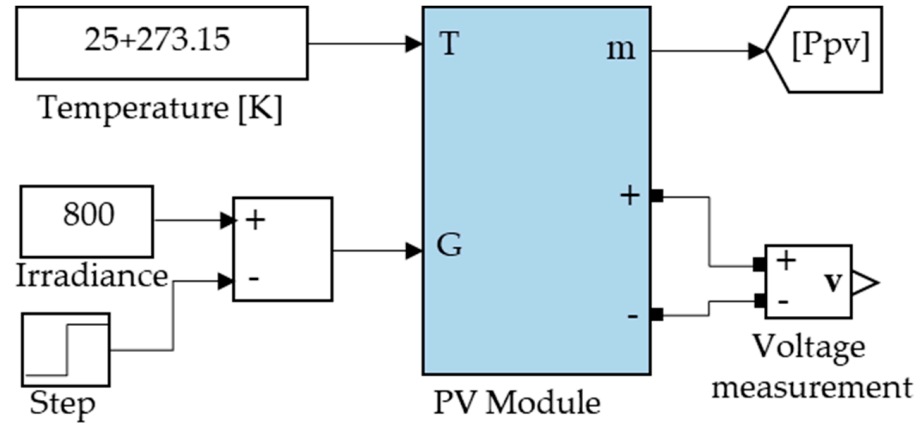 25+273.15
Temperature [K]
T
m
[Ppv]
800
Irradiance
+
-
G
+
-
Step
PV Module
+
-
v
Voltage
measurement